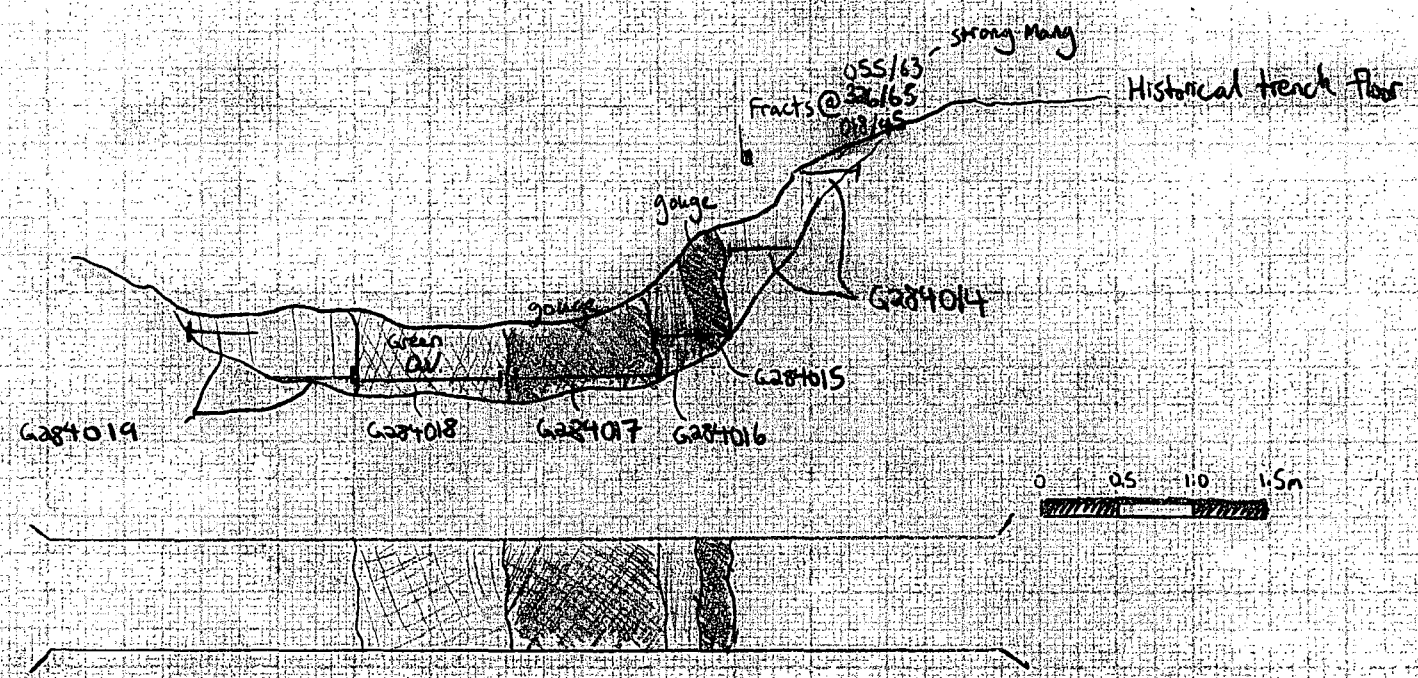 strong Mang
055/63
Fracts @ 326/65
018/45
Historical trench floor
gouge
gouge
Green
QV
G284014
G284015
G284019
G284018
G284017
G284016
0 0.5 1.0 1.5m